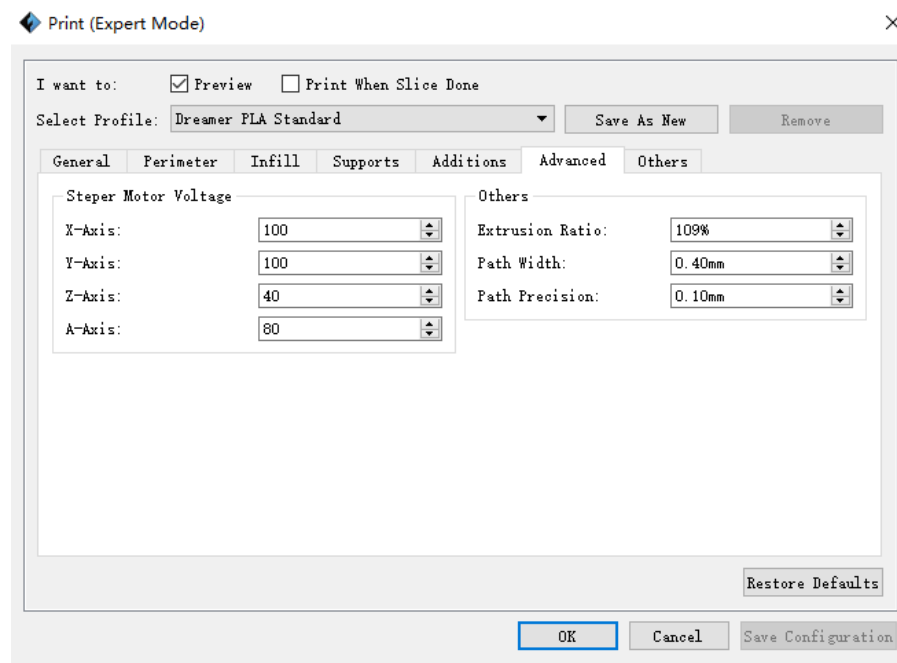 Print (Expert Mode)
I want to: Preview Print When Slice Done
Select Profile: Dreamer PLA Standard Save As New Remove
General Perimeter Infill Supports Additions Advanced Others
Steper Motor Voltage
X-Axis: 100
Y-Axis: 100
Z-Axis: 40
A-Axis: 80
Others
Extrusion Ratio: 109%
Path Width: 0.40mm
Path Precision: 0.10mm
Restore Defaults
OK Cancel Save Configuration